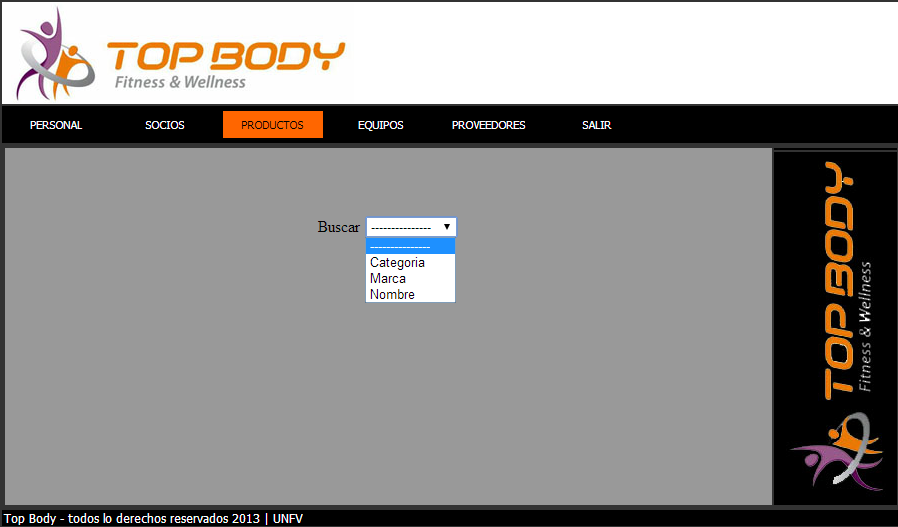 TOP BODY
Fitness & Wellness
PERSONAL SOCIOS PRODUCTOS EQUIPOS PROVEEDORES SALIR
Buscar ---------------
---------------
Categoria
Marca
Nombre
TOP BODY
Fitness & Wellness
Top Body - todos lo derechos reservados 2013 | UNFV